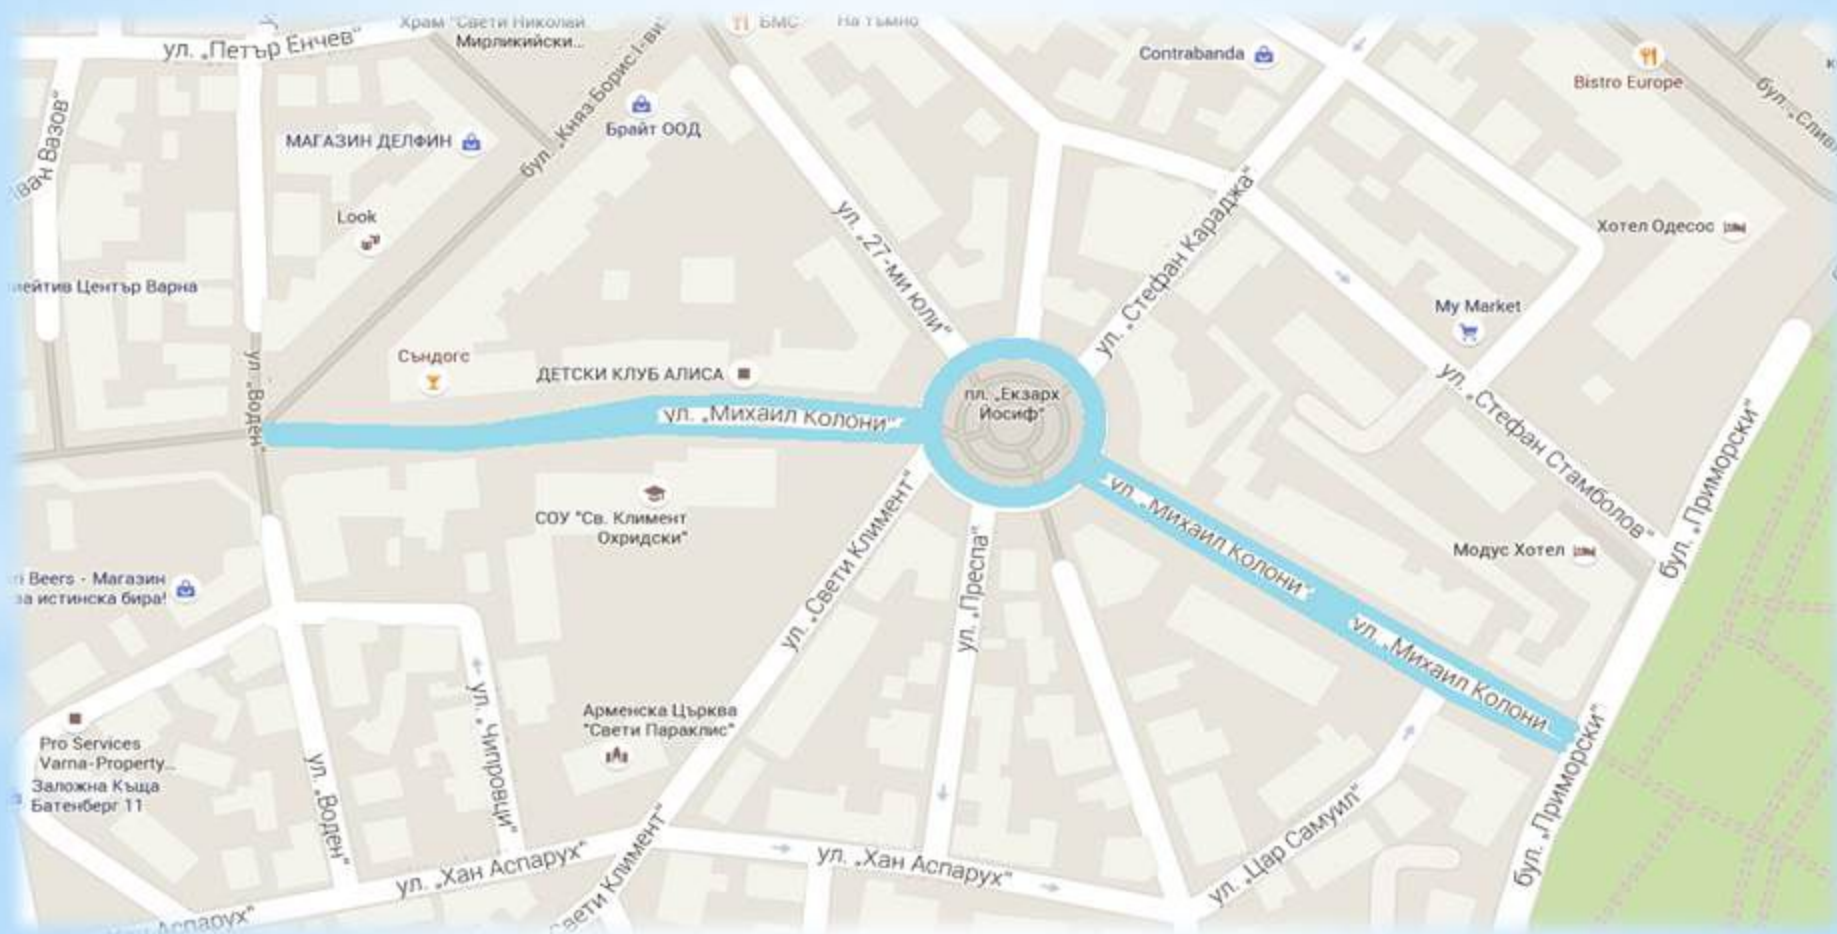 Храм "Свети Николай
Мирликийски...
БМС
На тъмно
ул. „Петър Енчев“
Contrabanda
Bistro Europe
бул. „Сливн
Иван Вазов“
МАГАЗИН ДЕЛФИН
бул. „Княз Борис I-ви“
Брайт ООД
Look
ул. „27-ми юли“
ул. „Стефан Караджа“
Хотел Одесос
Център Варна
My Market
Съндогс
ул. „Воден“
ДЕТСКИ КЛУБ АЛИСА
ул. „Михаил Колони“
пл. „Екзарх
Йосиф“
ул. „Стефан Стамболов“
бул. „Приморски“
СОУ "Св. Климент
Охридски"
ул. „Свети Климент“
ул. „Преспа“
ул. „Михаил Колони“
Модус Хотел
Beers - Магазин
за истинска бира!
ул. „Михаил Колони
Арменска Църква
"Свети Параклис"
ул. „Чипровци“
Pro Services
Varna-Property...
Заложна Къща
Батенберг 11
ул. „Воден“
бул. „Приморски“
ул. „Цар Самуил“
ул. „Хан Аспарух“
ул. „Хан Аспарух“
Свети Климент“
Аспарух“